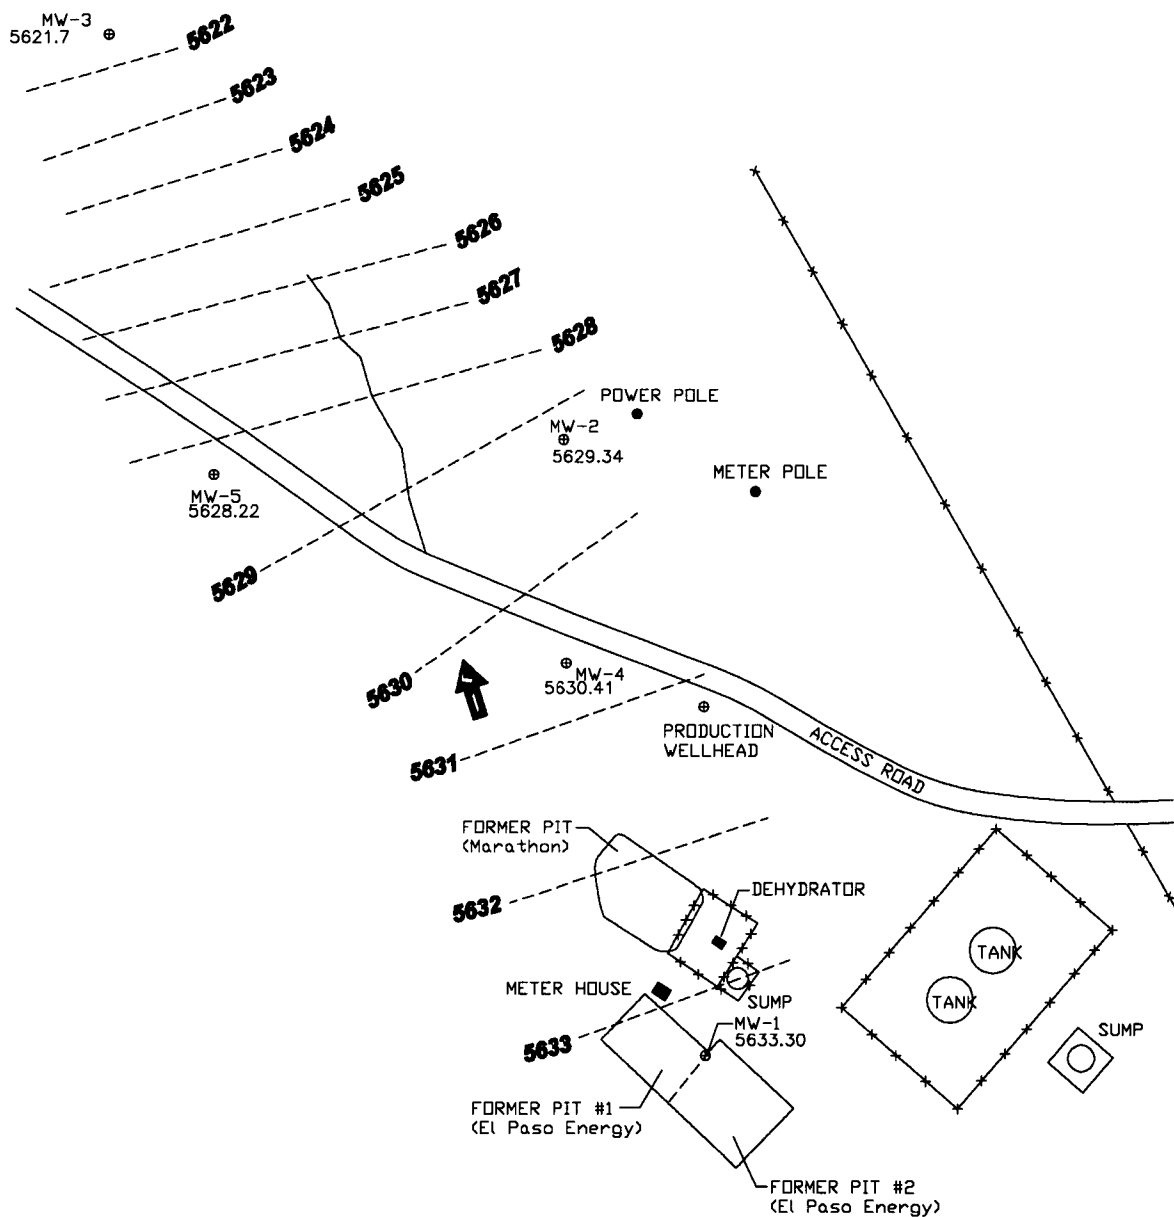 MW-3
5621.7
5622
5623
5624
5625
5626
5627
5628
POWER POLE
MW-2
5629.34
METER POLE
MW-5
5628.22
5629
5630
MW-4
5630.41
5631
PRODUCTION
WELLHEAD
ACCESS ROAD
FORMER PIT
(Marathon)
DEHYDRATOR
5632
TANK
TANK
METER HOUSE
SUMP
SUMP
MW-1
5633.30
5633
FORMER PIT #1
(El Paso Energy)
FORMER PIT #2
(El Paso Energy)